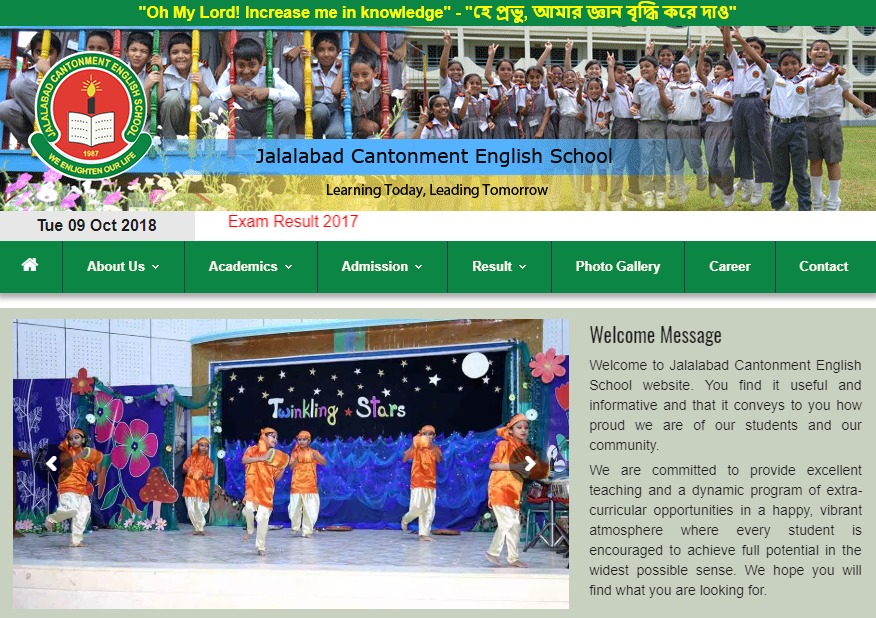 "Oh My Lord! Increase me in knowledge" - "হে প্রভু, আমার জ্ঞান বৃদ্ধি করে দাও"
JALALABAD CANTONMENT ENGLISH SCHOOL
1987
WE ENLIGHTEN OUR LIFE
Jalalabad Cantonment English School
Learning Today, Leading Tomorrow
Tue 09 Oct 2018
Exam Result 2017
About Us Academics Admission Result Photo Gallery Career Contact
Twinkling Stars
Welcome Message
Welcome to Jalalabad Cantonment English
School website. You find it useful and
informative and that it conveys to you how
proud we are of our students and our
community.
We are committed to provide excellent
teaching and a dynamic program of extra-
curricular opportunities in a happy, vibrant
atmosphere where every student is
encouraged to achieve full potential in the
widest possible sense. We hope you will
find what you are looking for.